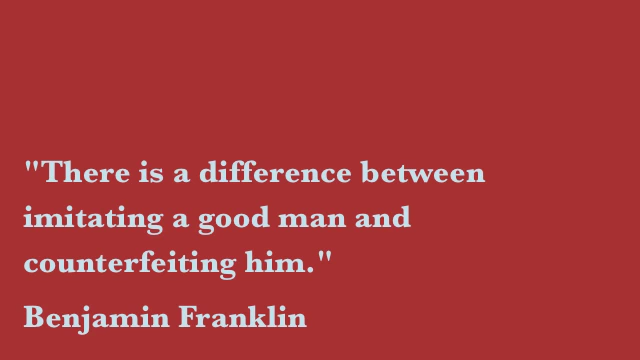 "There is a difference between
imitating a good man and
counterfeiting him."
Benjamin Franklin